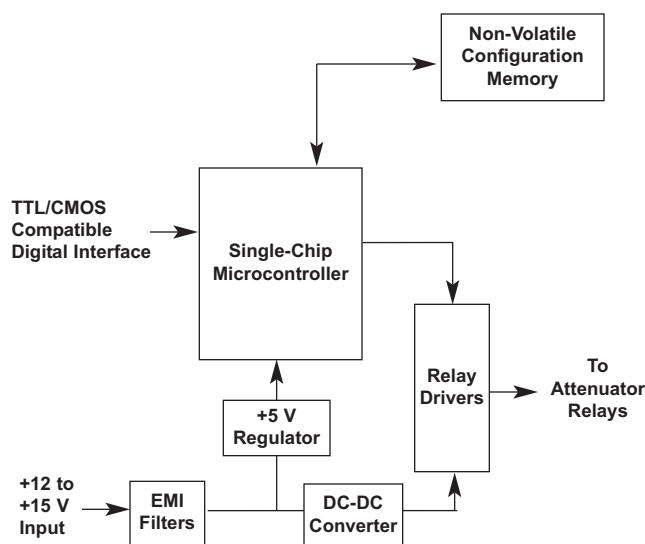 Non-Volatile
Configuration
Memory
TTL/CMOS
Compatible
Digital Interface
Single-Chip
Microcontroller
Relay
Drivers
To
Attenuator
Relays
+5 V
Regulator
+12 to
+15 V
Input
EMI
Filters
DC-DC
Converter